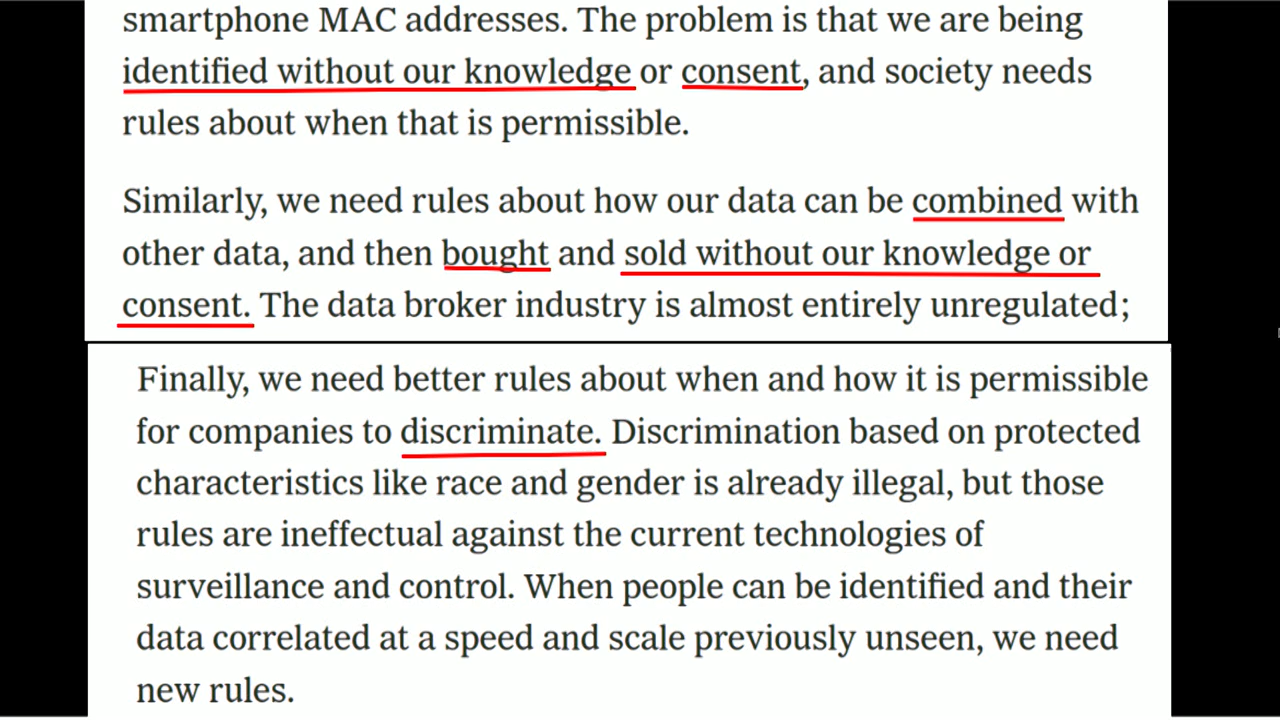 smartphone MAC addresses. The problem is that we are being
identified without our knowledge or consent, and society needs
rules about when that is permissible.
Similarly, we need rules about how our data can be combined with
other data, and then bought and sold without our knowledge or
consent. The data broker industry is almost entirely unregulated;
Finally, we need better rules about when and how it is permissible
for companies to discriminate. Discrimination based on protected
characteristics like race and gender is already illegal, but those
rules are ineffectual against the current technologies of
surveillance and control. When people can be identified and their
data correlated at a speed and scale previously unseen, we need
new rules.